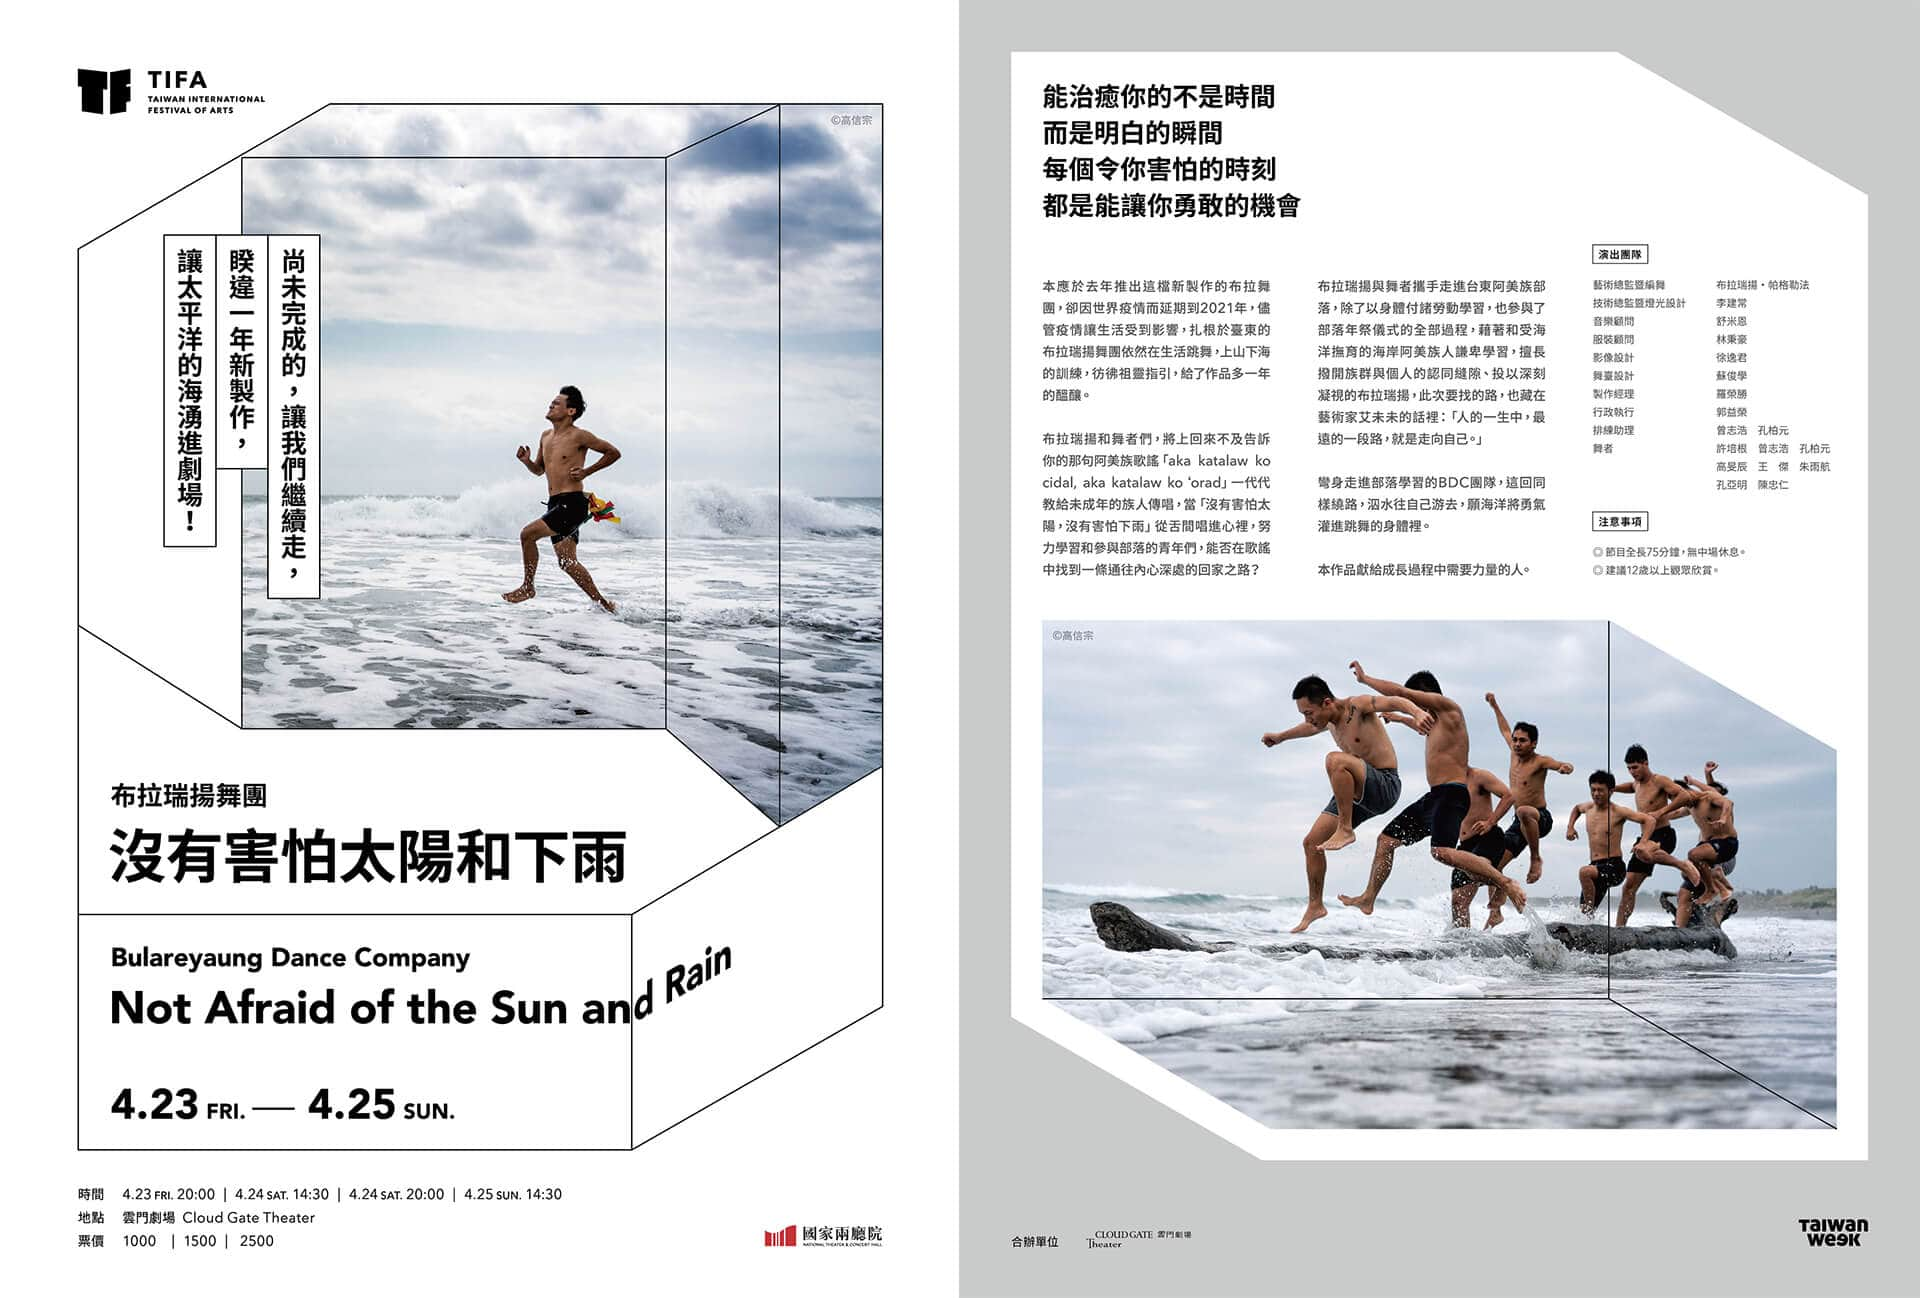 TIFA
TAIWAN INTERNATIONAL
FESTIVAL OF ARTS
©高信宗
尚未完成的，讓我們繼續走，
睽違一年新製作，
讓太平洋的海湧進劇場！
布拉瑞揚舞團
沒有害怕太陽和下雨
Bulareyaung Dance Company
Not Afraid of the Sun and Rain
4.23 FRI. — 4.25 SUN.
時間 4.23 FRI. 20:00 | 4.24 SAT. 14:30 | 4.24 SAT. 20:00 | 4.25 SUN. 14:30
地點 雲門劇場 Cloud Gate Theater
票價 1000 | 1500 | 2500
國家兩廳院
NATIONAL THEATER & CONCERT HALL
能治癒你的不是時間
而是明白的瞬間
每個令你害怕的時刻
都是能讓你勇敢的機會
本應於去年推出這檔新製作的布拉舞
團，卻因世界疫情而延期到2021年，儘
管疫情讓生活受到影響，扎根於臺東的
布拉瑞揚舞團依然在生活跳舞，上山下海
的訓練，彷彿祖靈指引，給了作品多一年
的醞釀。
布拉瑞揚和舞者們，將上回來不及告訴
你的那句阿美族歌謠「aka katalaw ko
cidal, aka katalaw ko ‘orad」一代代
教給未成年的族人傳唱，當「沒有害怕太
陽，沒有害怕下雨」從舌間唱進心裡，努
力學習和參與部落的青年們，能否在歌謠
中找到一條通往內心深處的回家之路？
布拉瑞揚與舞者攜手走進台東阿美族部
落，除了以身體付諸勞動學習，也參與了
部落年祭儀式的全部過程，藉著和受海
洋撫育的海岸阿美族人謙卑學習，擅長
撥開族群與個人的認同縫隙、投以深刻
凝視的布拉瑞揚，此次要找的路，也藏在
藝術家艾未未的話裡：「人的一生中，最
遠的一段路，就是走向自己。」
彎身走進部落學習的BDC團隊，這回同
樣繞路，泅水往自己游去，願海洋將勇氣
灌進跳舞的身體裡。
本作品獻給成長過程中需要力量的人。
演出團隊
藝術總監暨編舞 布拉瑞揚・帕格勒法
技術總監暨燈光設計 李建常
音樂顧問 舒米恩
服裝顧問 林秉豪
影像設計 徐逸君
舞臺設計 蘇俊學
製作經理 羅榮勝
行政執行 郭益榮
排練助理 曾志浩 孔柏元
舞者 許培根 曾志浩 孔柏元
高旻辰 王 傑 朱雨航
孔亞明 陳忠仁
注意事項
◎節目全長75分鐘，無中場休息。
◎建議12歲以上觀眾欣賞。
©高信宗
合辦單位
CLOUD GATE 雲門劇場
Theater
TAIWAN
WEEK